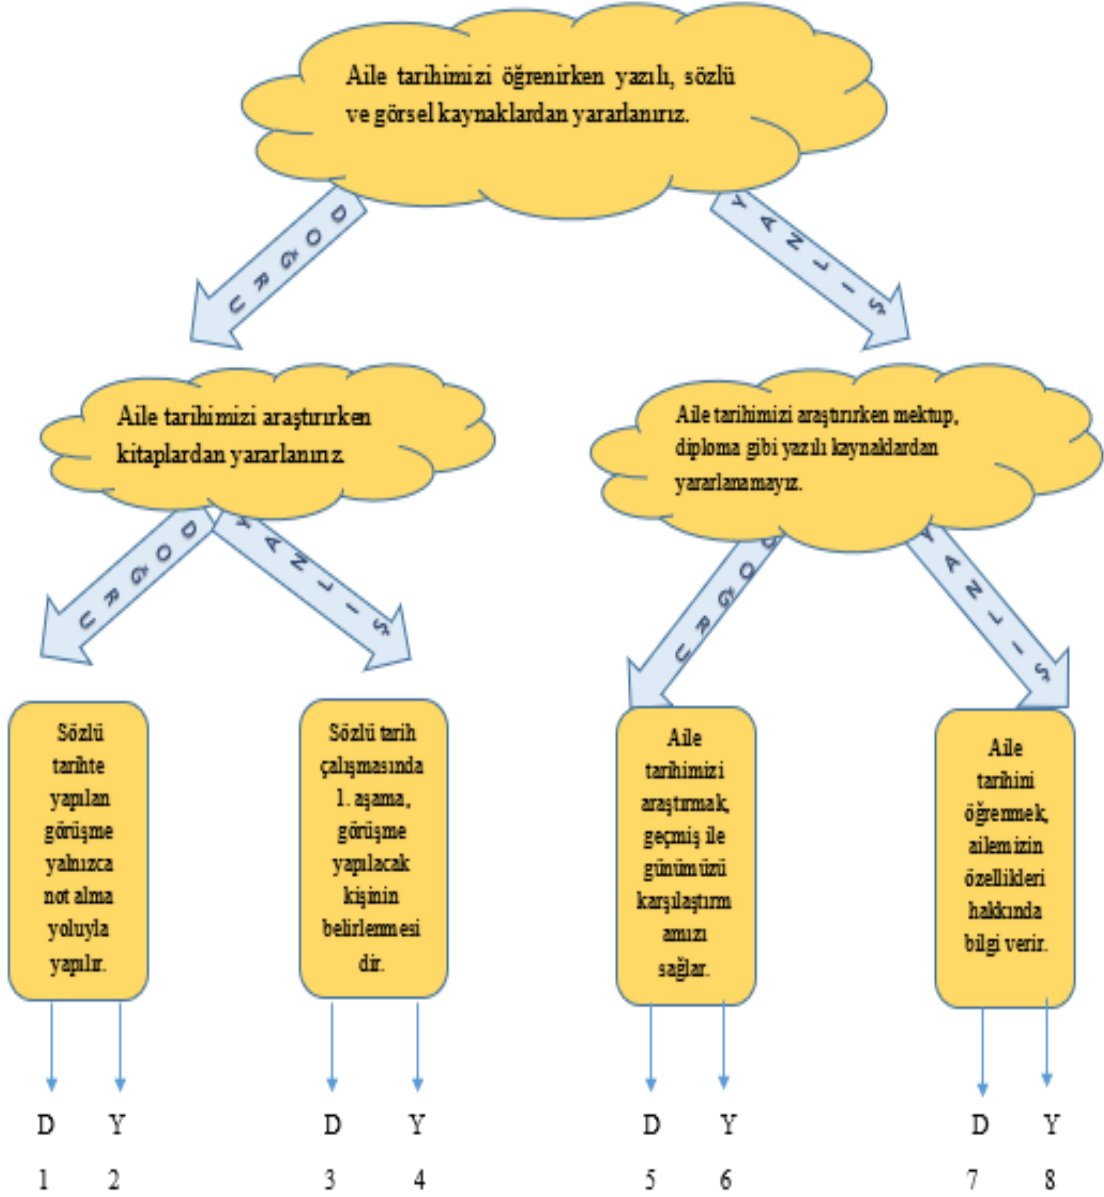 Aile tarihimizi öğrenirken yazılı, sözlü
ve görsel kaynaklardan yararlanırız.
DOĞRU
YANLIŞ
Aile tarihimizi araştırırken
kitaplardan yararlanırız.
Aile tarihimizi araştırırken mektup,
diploma gibi yazılı kaynaklardan
yararlanamayız.
DOĞRU
YANLIŞ
DOĞRU
YANLIŞ
Sözlü
tarihte
yapılan
görüşme
yalnızca
not alma
yoluyla
yapılır.
Sözlü tarih
çalışmasında
1. aşama,
görüşme
yapılacak
kişinin
belirlenmesi
dir.
Aile
tarihimizi
araştırmak,
geçmiş ile
günümüzü
karşılaştırm
amızı
sağlar.
Aile
tarihini
öğrenmek,
ailemizin
özellikleri
hakkında
bilgi verir.
D Y D Y D Y D Y
1 2 3 4 5 6 7 8